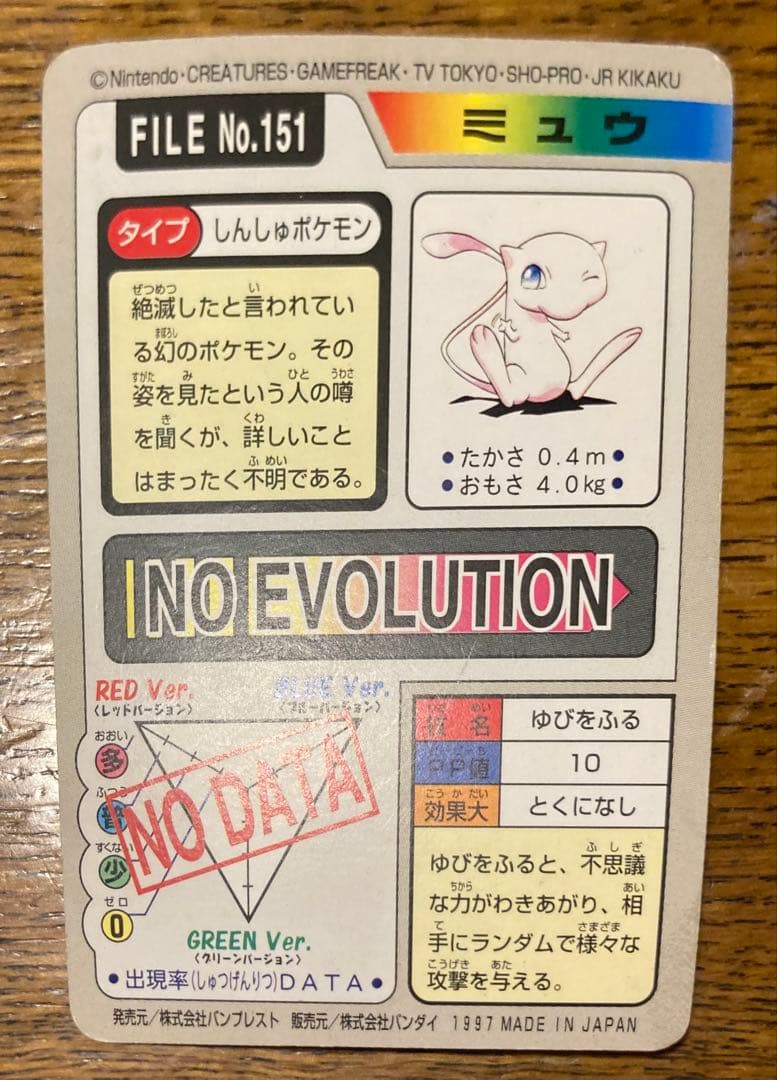 ©Nintendo・CREATURES・GAMEFREAK・TV TOKYO・SHO-PRO・JR KIKAKU
FILE No.151
ミュウ
タイプ しんしゅポケモン
絶滅したと言われてい
る幻のポケモン。その
姿を見たという人の噂
を聞くが、詳しいこと
はまったく不明である。
●たかさ 0.4m●
●おもさ 4.0kg●
NO EVOLUTION
RED Ver.
〈レッドバージョン〉
BLUE Ver.
〈ブルーバージョン〉
おおい
多
ふつう
普
すくない
少
ゼロ
0
NO DATA
GREEN Ver.
〈グリーンバージョン〉
●出現率(しゅつげんりつ)DATA●
技名 ゆびをふる
PP値 10
効果大 とくになし
ゆびをふると、不思議
な力がわきあがり、相
手にランダムで様々な
攻撃を与える。
発売元/株式会社バンプレスト 販売元/株式会社バンダイ 1997 MADE IN JAPAN